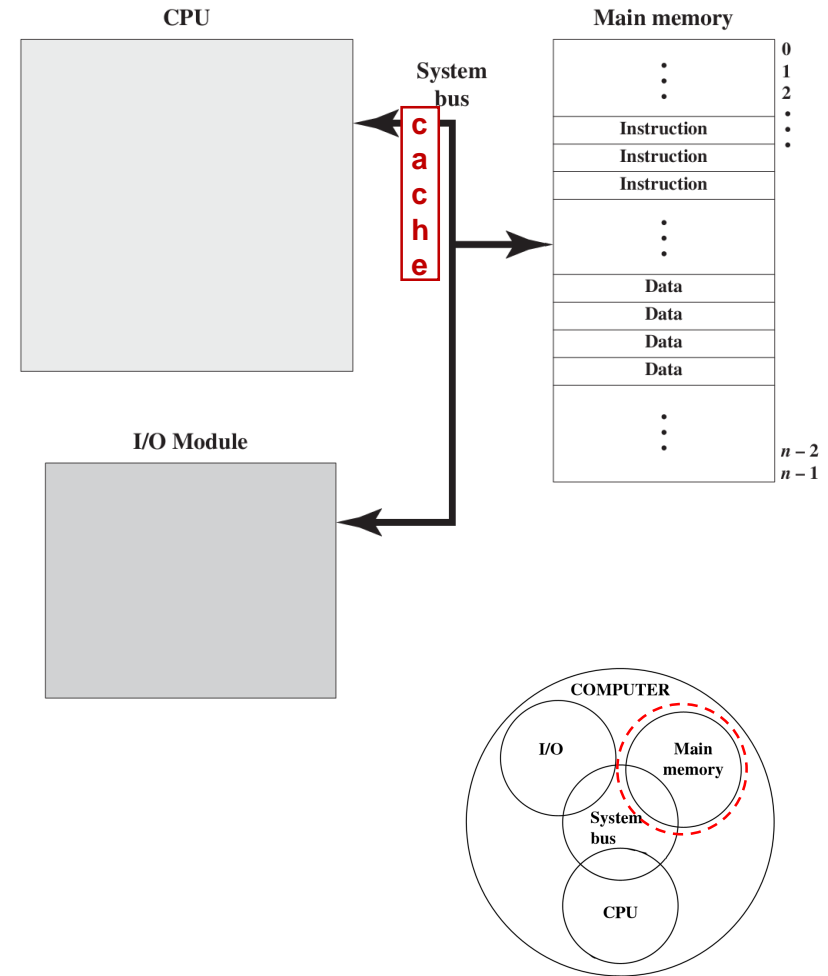 CPU
Main memory
System
bus
c
a
c
h
e
0
1
2
Instruction
Instruction
Instruction
Data
Data
Data
Data
n – 2
n – 1
I/O Module
COMPUTER
I/O
Main
memory
System
bus
CPU